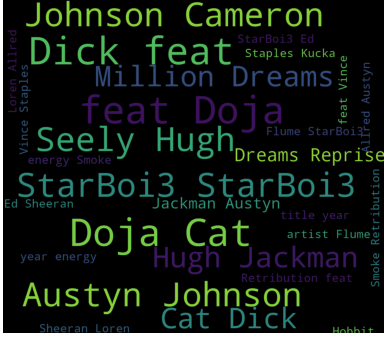 Johnson Cameron
StarBoi3 Ed
Dick feat
Staples Kucka
Loren Allred
Vince Staples
Million Dreams
feat Vince
Allred Austyn
feat Doja
Seely Hugh
Flume StarBoi3
energy Smoke
Dreams Reprise
StarBoi3 StarBoi3
Ed Sheeran
Jackman Austyn
Smoke Retribution
title year
Doja Cat
artist Flume
year energy
Hugh Jackman
Retribution feat
Austyn Johnson
Cat Dick
Sheeran Loren
Hobbit